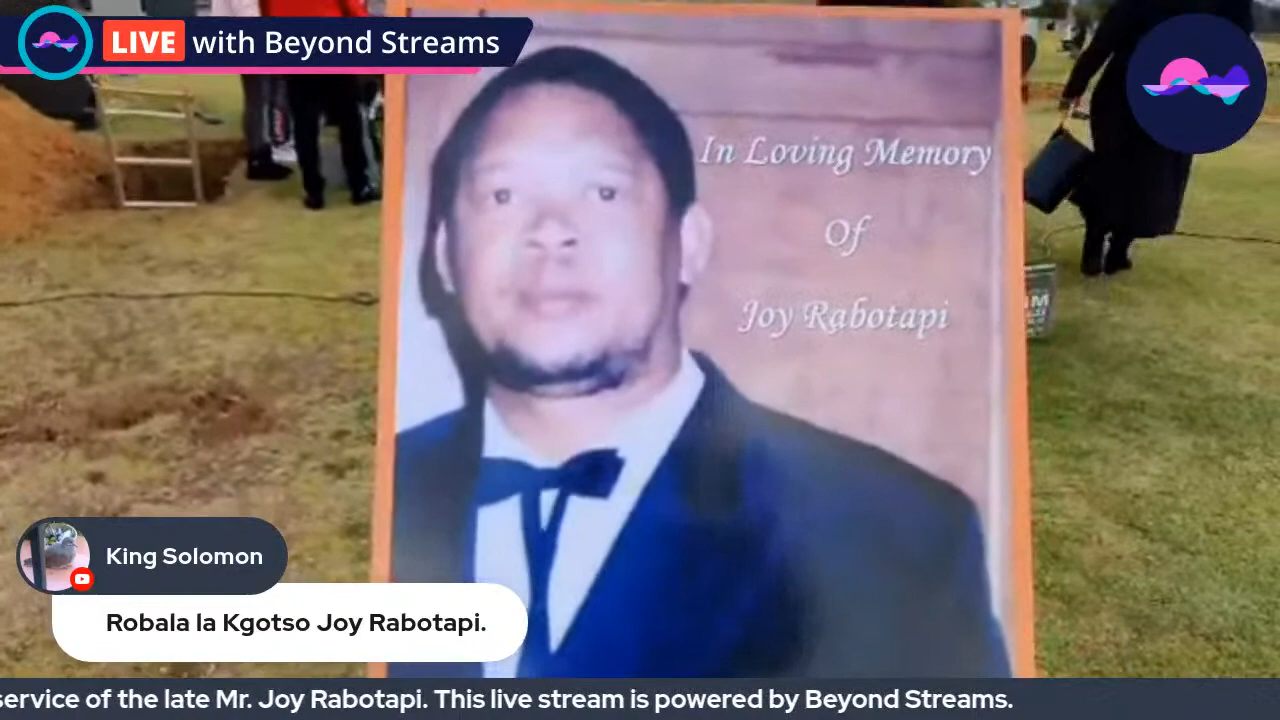 LIVE with Beyond Streams
In Loving Memory
Of
Joy Rabotapi
King Solomon
Robala la Kgotso Joy Rabotapi.
service of the late Mr. Joy Rabotapi. This live stream is powered by Beyond Streams.